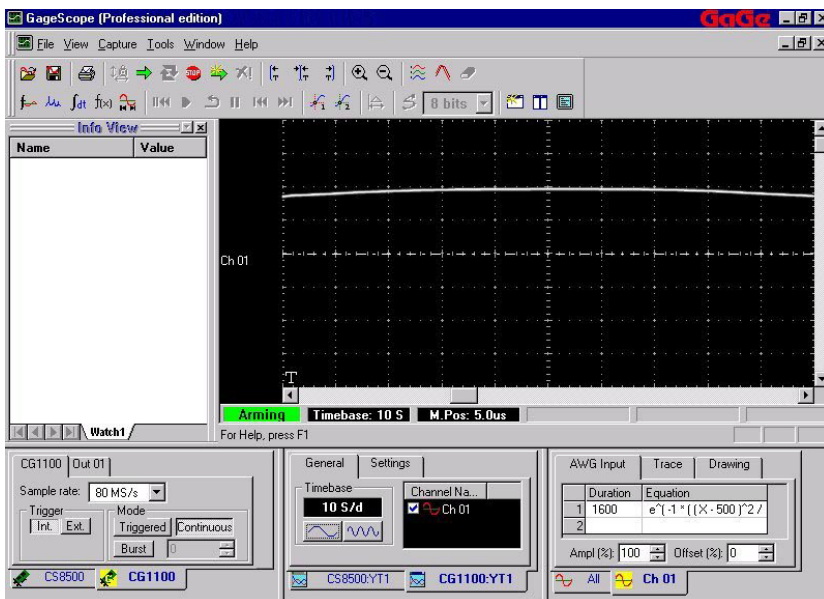 GageScope (Professional edition)
GaGe
File View Capture Tools Window Help
8 bits
Info View
Name Value
Ch 01
T
Arming Timebase: 10 S M.Pos: 5.0us
Watch1
For Help, press F1
CG1100 Out 01
Sample rate: 80 MS/s
Trigger
Int. Ext.
Mode
Triggered Continuous
Burst 0
CS8500 CG1100
General Settings
Timebase
10 S/d
Channel Na...
Ch 01
CS8500:YT1 CG1100:YT1
AWG Input Trace Drawing
Duration Equation
1 1600 e^( -1 * ( ( X - 500 )^2 /
2
Ampl (%): 100 Offset (%): 0
All Ch 01